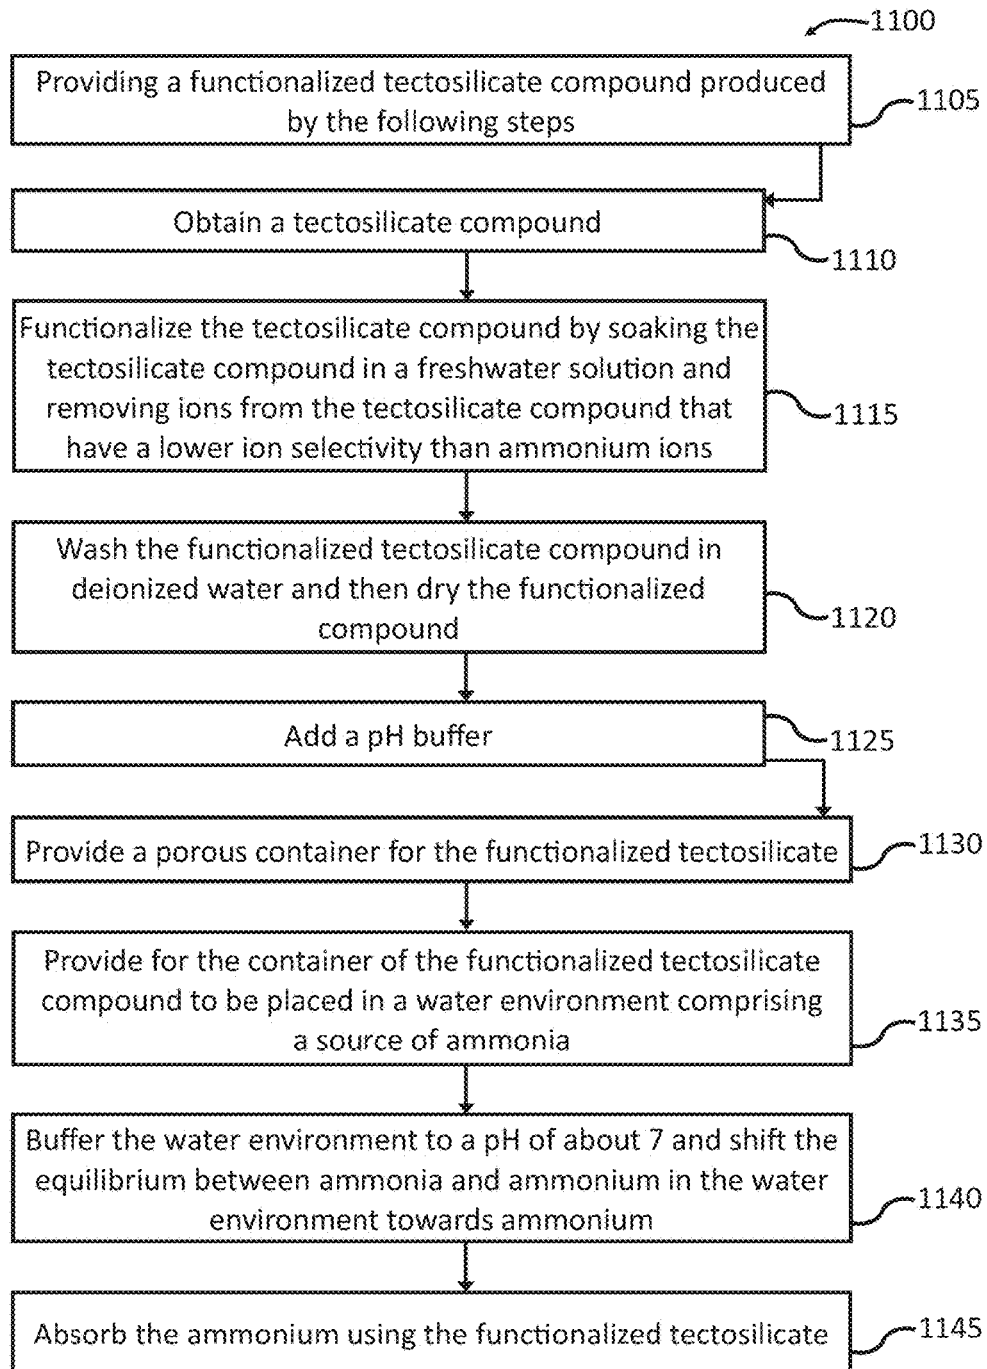 1100
Providing a functionalized tectosilicate compound produced
by the following steps
1105
Obtain a tectosilicate compound
1110
Functionalize the tectosilicate compound by soaking the
tectosilicate compound in a freshwater solution and
removing ions from the tectosilicate compound that
have a lower ion selectivity than ammonium ions
1115
Wash the functionalized tectosilicate compound in
deionized water and then dry the functionalized
compound
1120
Add a pH buffer
1125
Provide a porous container for the functionalized tectosilicate
1130
Provide for the container of the functionalized tectosilicate
compound to be placed in a water environment comprising
a source of ammonia
1135
Buffer the water environment to a pH of about 7 and shift the
equilibrium between ammonia and ammonium in the water
environment towards ammonium
1140
Absorb the ammonium using the functionalized tectosilicate
1145